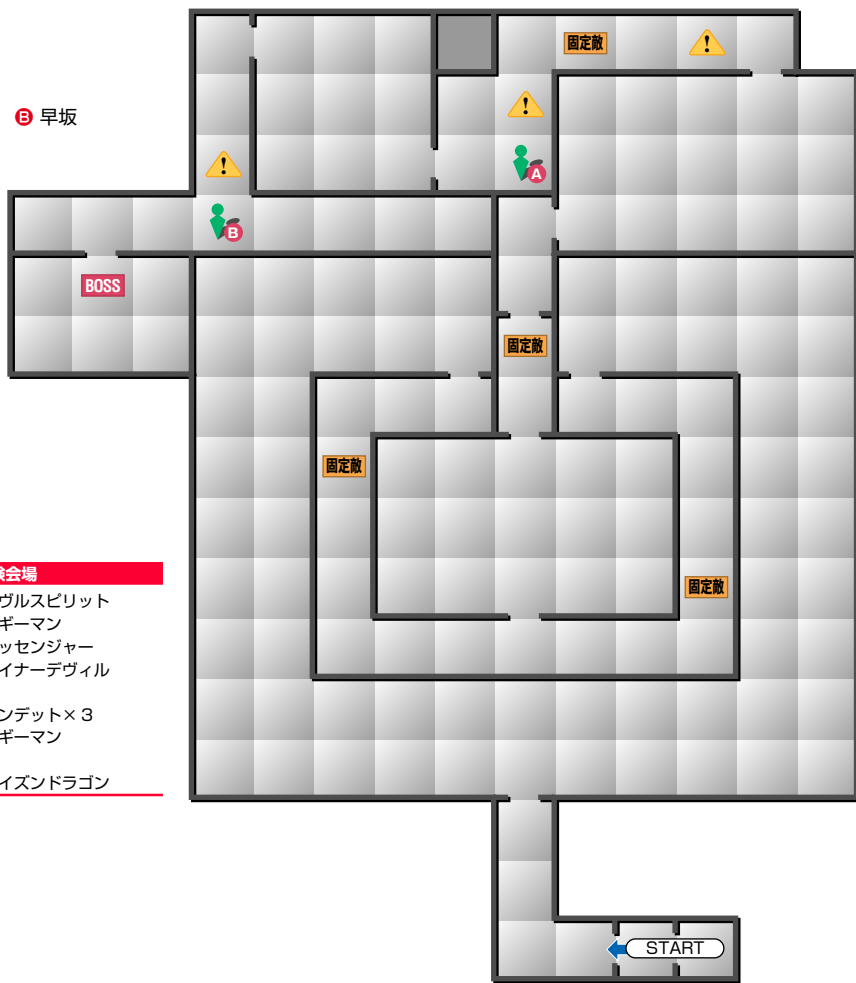 固定敵
B 早坂
A
B
BOSS
固定敵
固定敵
験会場
ヴルスピリット
ギーマン
ッセンジャー
イナーデヴィル
固定敵
ンデット×3
ギーマン
イズンドラゴン
START